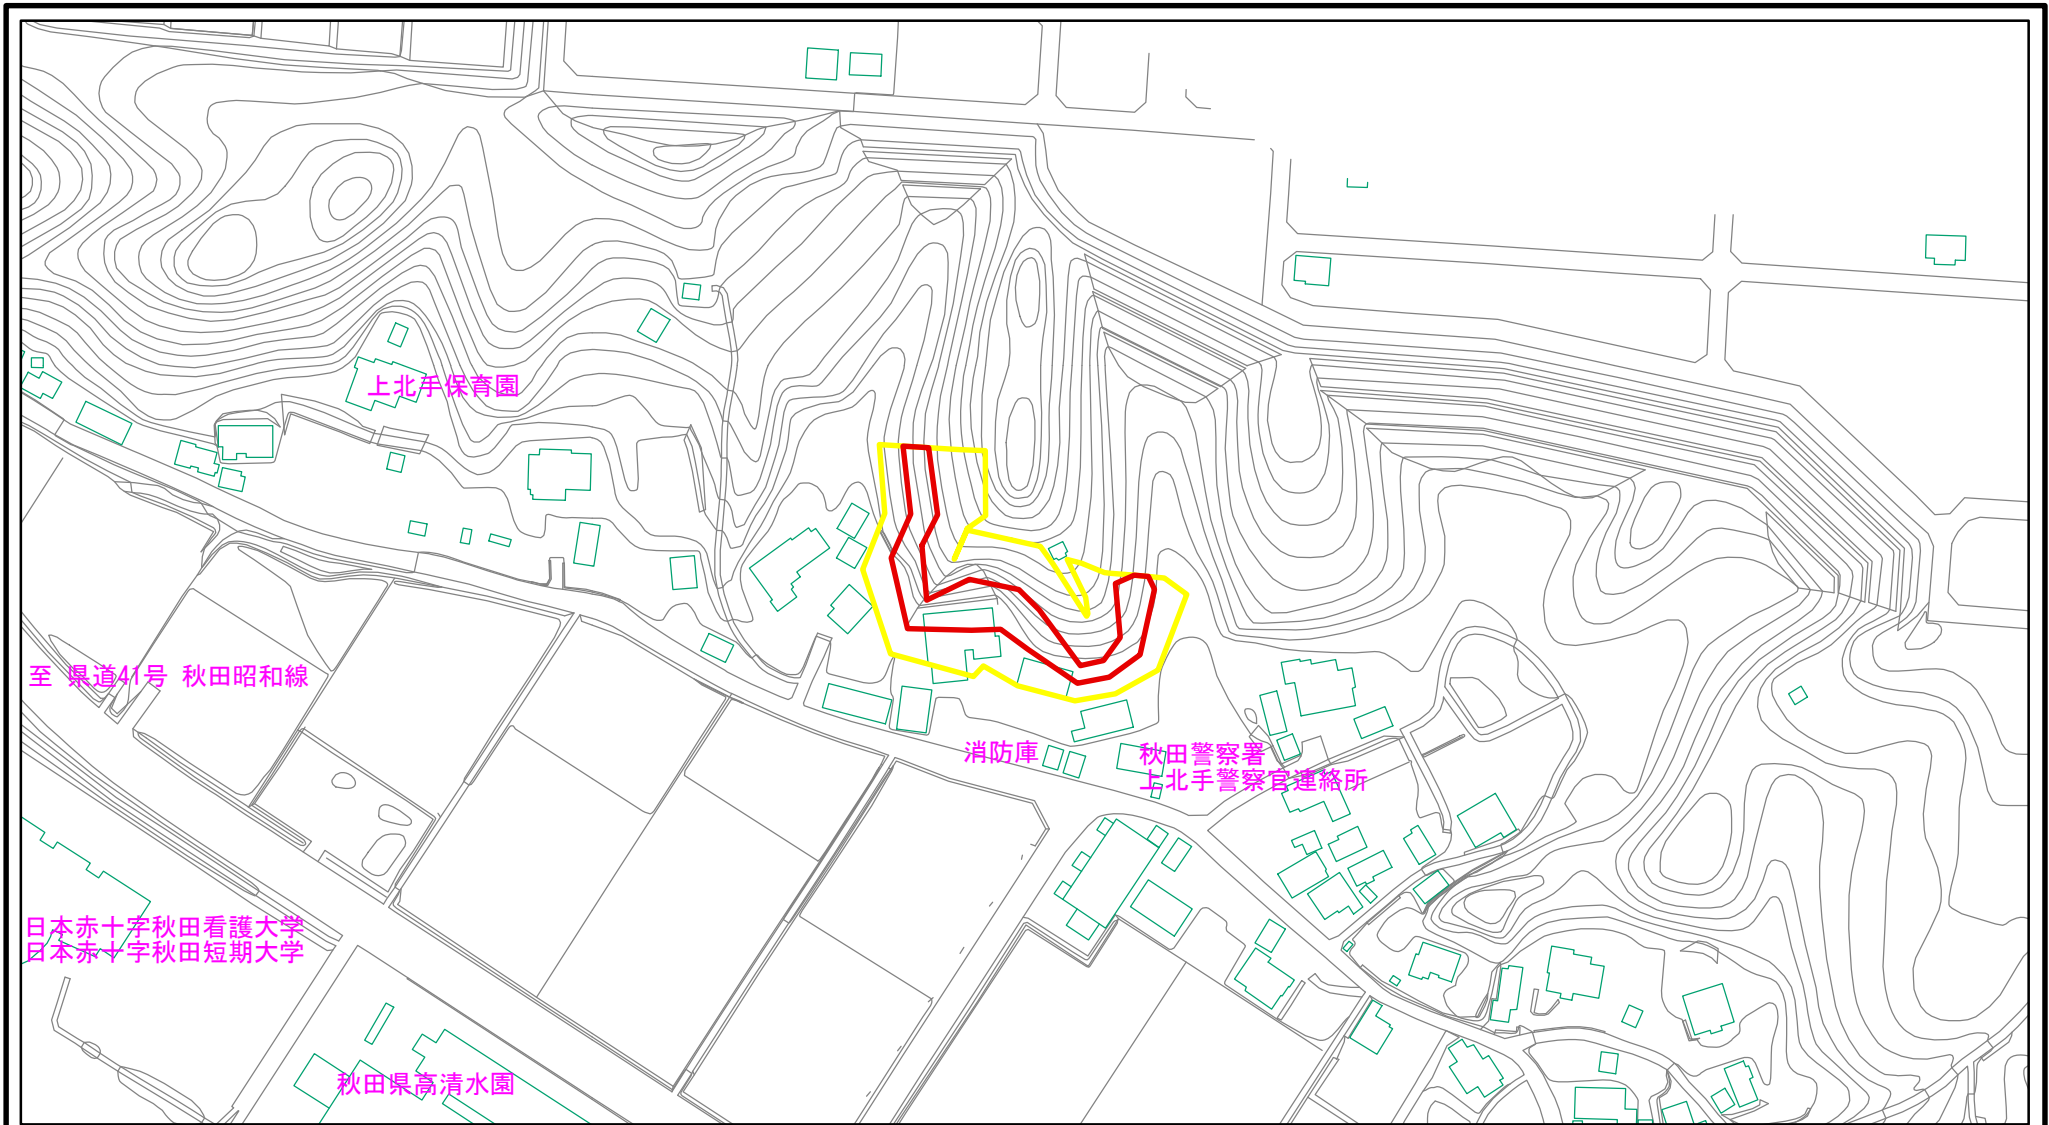 上北手保育園
至 県道41号 秋田昭和線
消防庫
秋田警察署
上北手警察官連絡所
日本赤十字秋田看護大学
日本赤十字秋田短期大学
秋田県高清水園